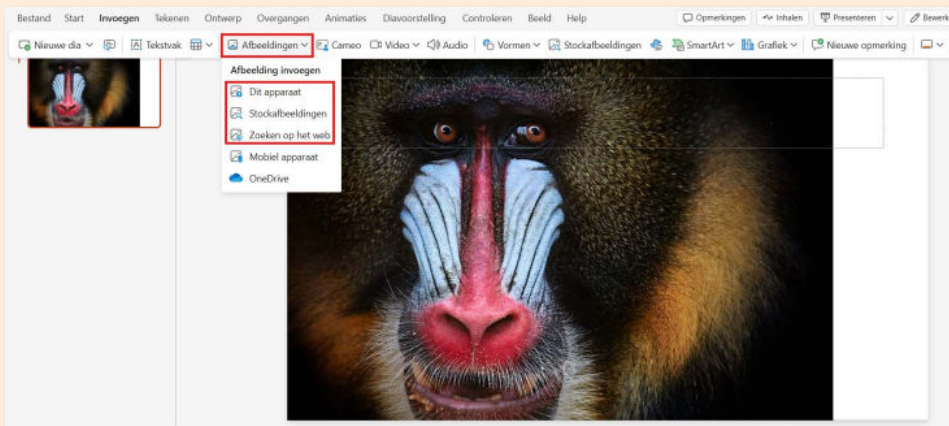 Bestand Start Invoegen Tekenen Ontwerp Overgangen Animaties Diavoorstelling Controleren Beeld Help Opmerkingen Inhalen Presenteren
Nieuwe dia Tekstvak Afbeeldingen Cameo Video Audio Vormen Stockafbeeldingen SmartArt Grafiek Nieuwe opmerking
Afbeelding invoegen
Dit apparaat
Stockafbeeldingen
Zoeken op het web
Mobiel apparaat
OneDrive